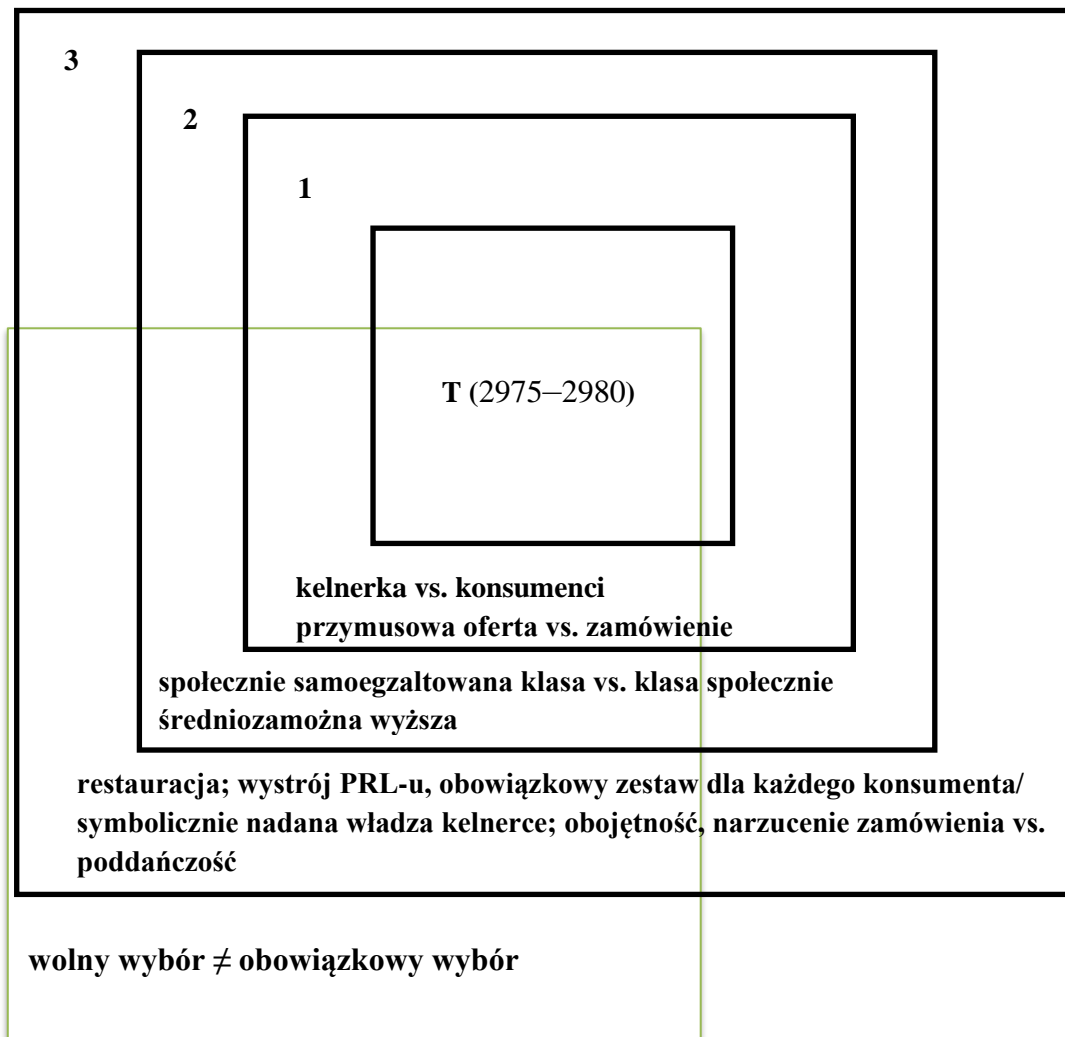 3
2
1
T (2975–2980)
kelnerka vs. konsumenci
przymusowa oferta vs. zamówienie
społecznie samoegzaltowana klasa vs. klasa społecznie
średniozamożna wyższa
restauracja; wystrój PRL-u, obowiązkowy zestaw dla każdego konsumenta/
symbolicznie nadana władza kelnerce; obojętność, narzucenie zamówienia vs.
poddańczość
wolny wybór ≠ obowiązkowy wybór